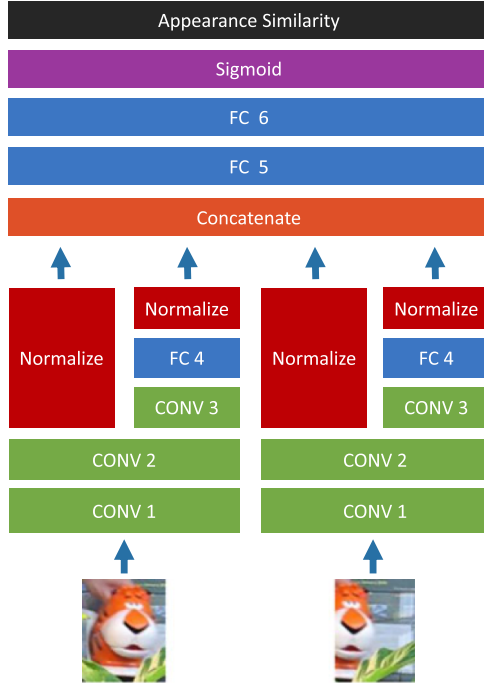 Appearance Similarity
Sigmoid
FC 6
FC 5
Concatenate
Normalize
Normalize
Normalize
Normalize
FC 4
FC 4
CONV 3
CONV 3
CONV 2
CONV 2
CONV 1
CONV 1